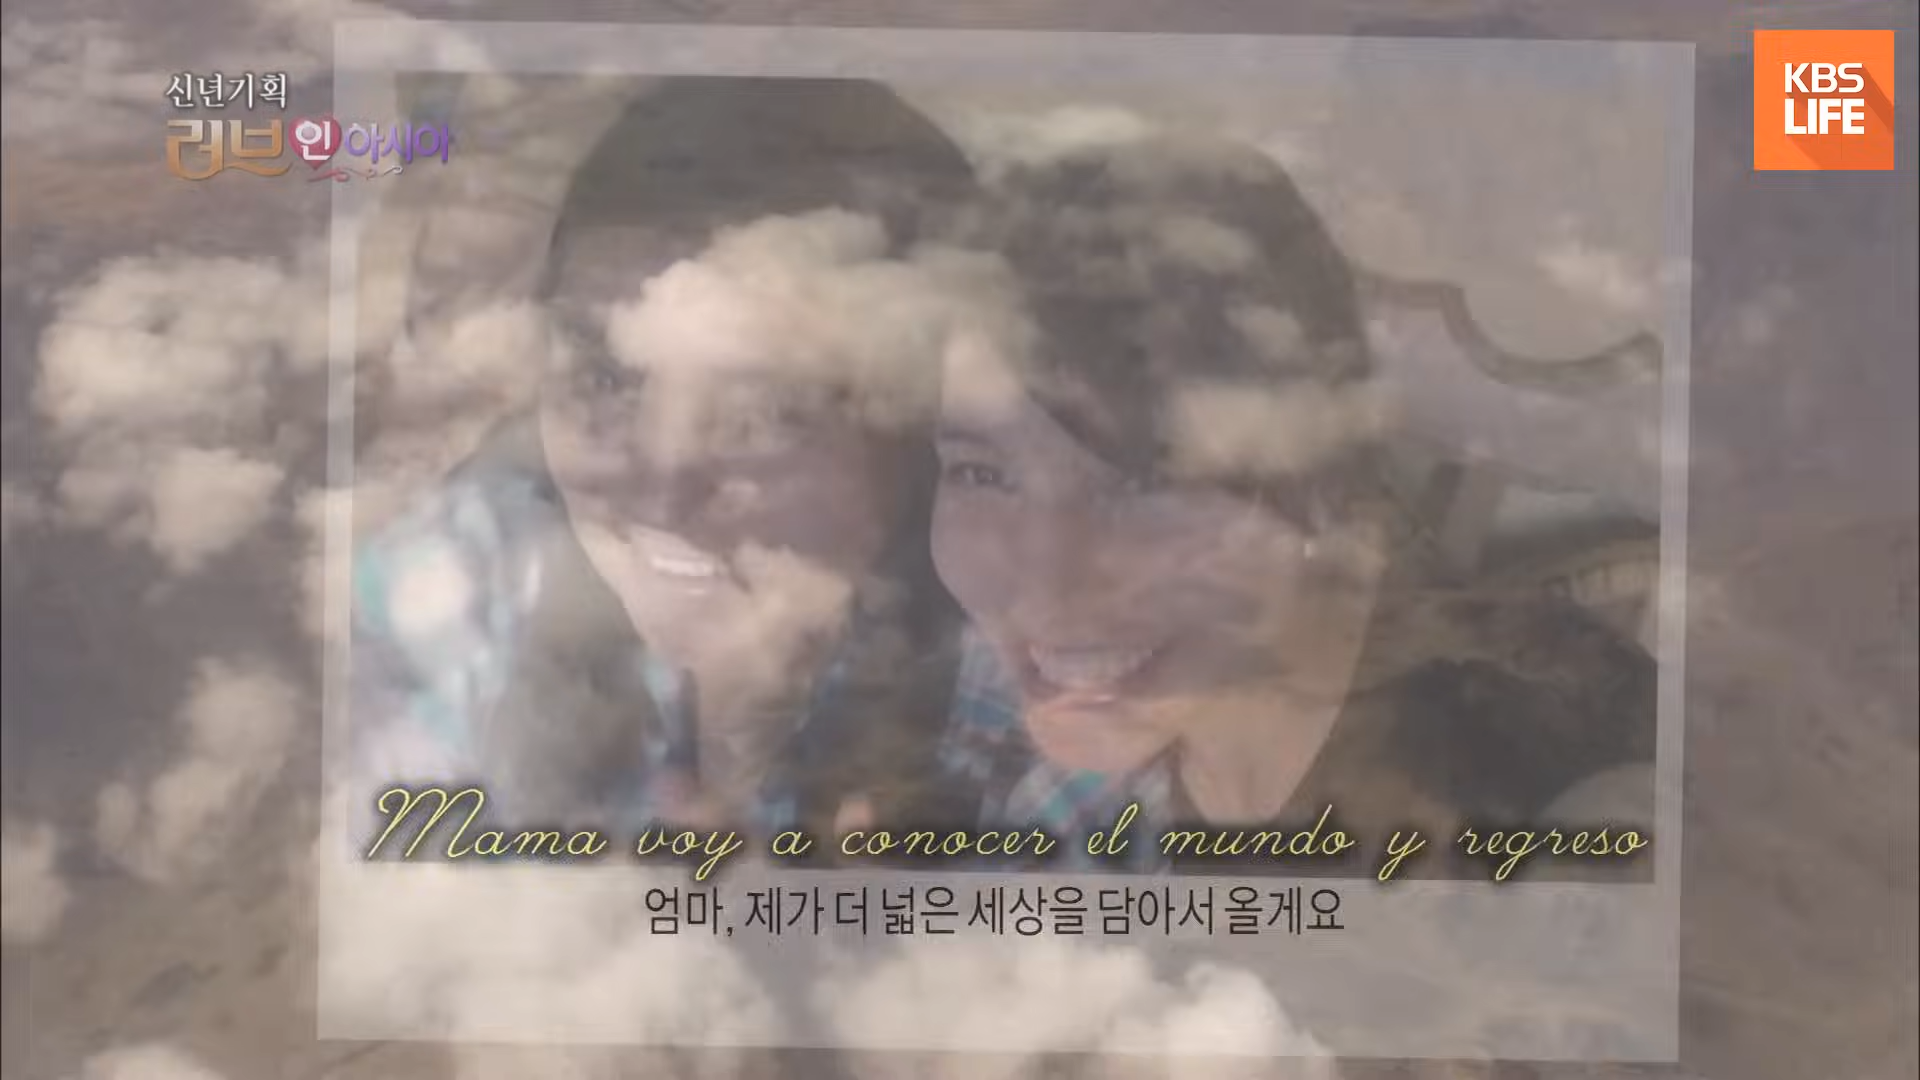 신년기획
러브인아시아
KBS
LIFE
Mama voy a conocer el mundo y regreso
엄마, 제가 더 넓은 세상을 담아서 올게요